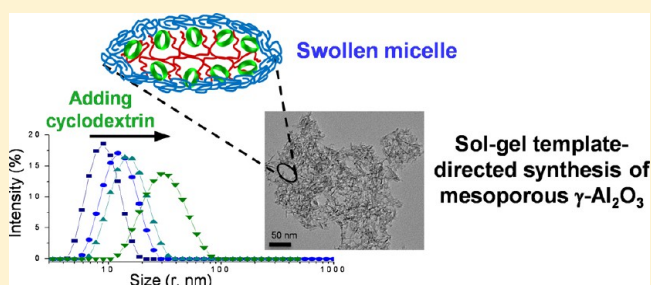 Swollen micelle
Adding
cyclodextrin
Sol-gel template-
directed synthesis of
mesoporous γ-Al₂O₃
Intensity (%)
20
15
10
5
0
10
100
1000
Size (r, nm)
50 nm